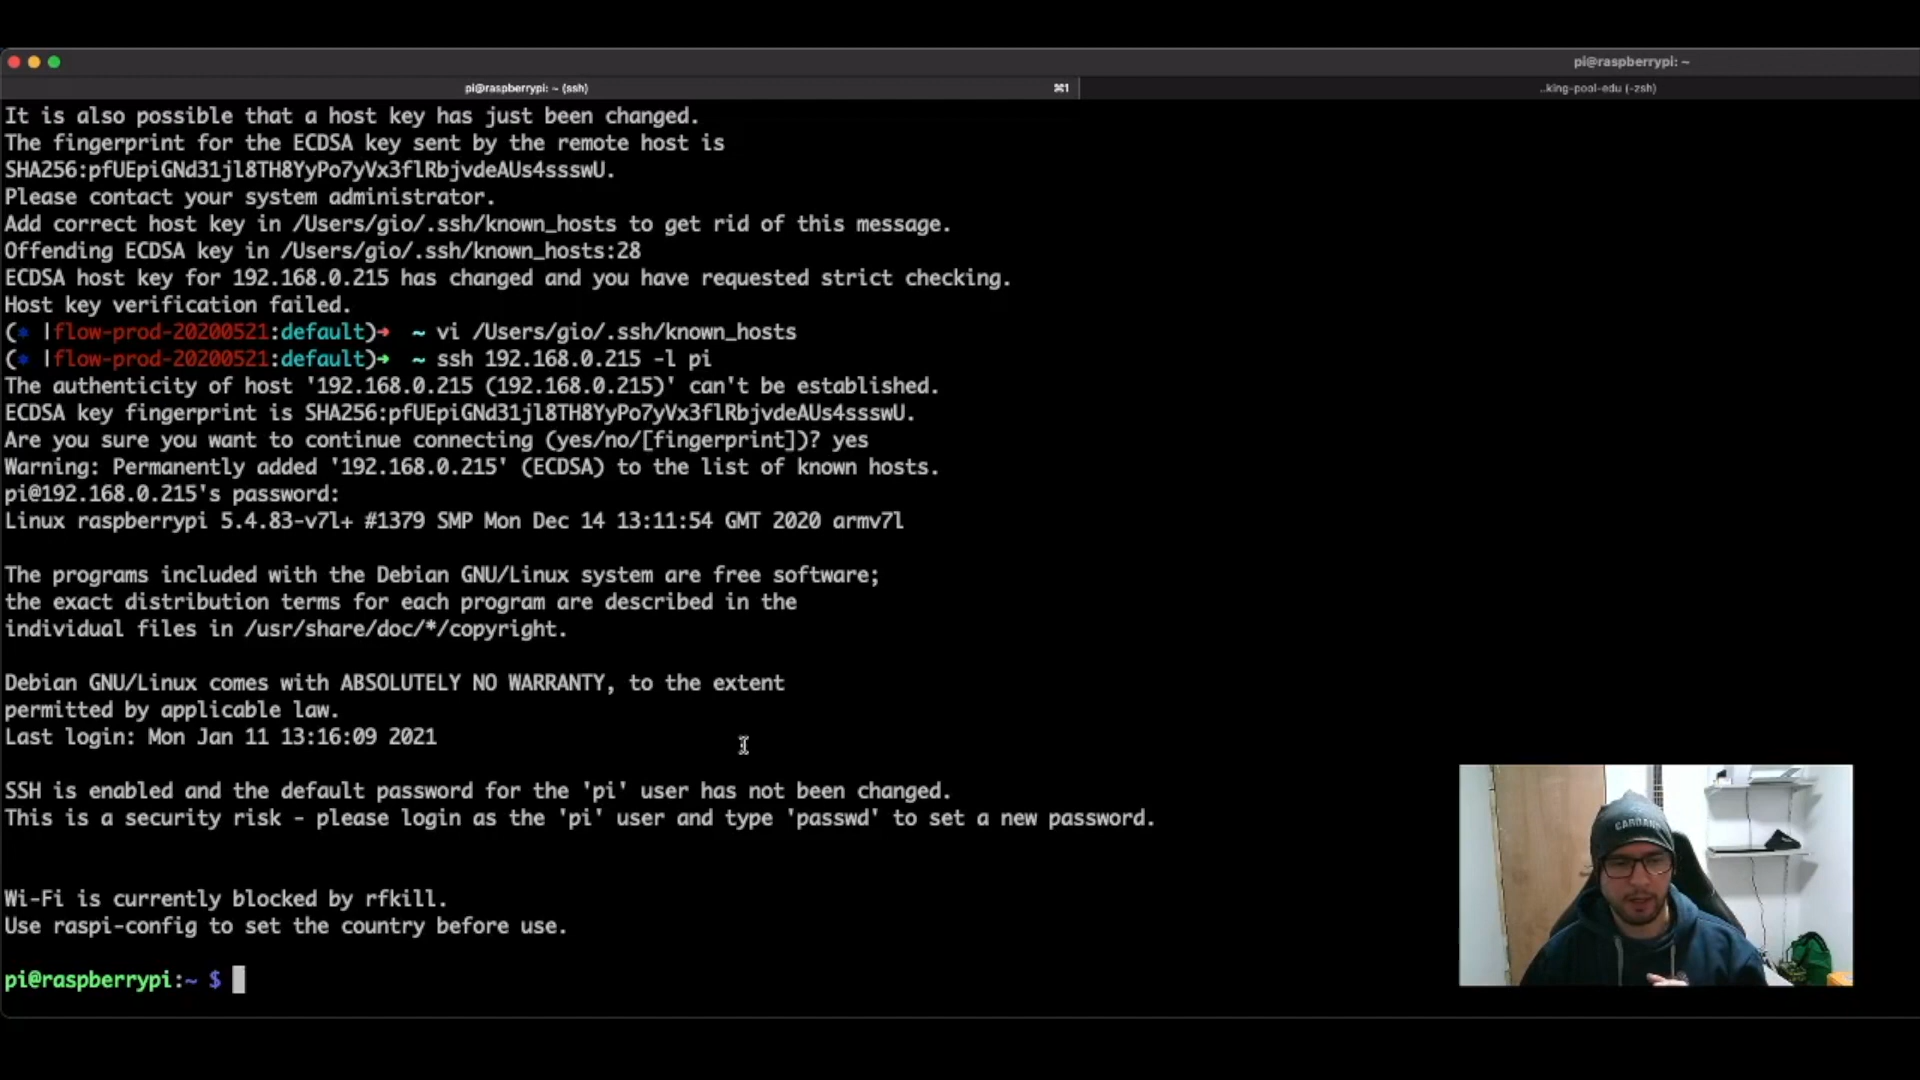 pi@raspberrypi: ~
pi@raspberrypi: ~ (ssh)
⌘1
..king-pool-edu (-zsh)
It is also possible that a host key has just been changed.
The fingerprint for the ECDSA key sent by the remote host is
SHA256:pfUEpiGNd31jl8TH8YyPo7yVx3flRbjvdeAUs4ssswU.
Please contact your system administrator.
Add correct host key in /Users/gio/.ssh/known_hosts to get rid of this message.
Offending ECDSA key in /Users/gio/.ssh/known_hosts:28
ECDSA host key for 192.168.0.215 has changed and you have requested strict checking.
Host key verification failed.
(⎈ |flow-prod-20200521:default)➜  ~ vi /Users/gio/.ssh/known_hosts
(⎈ |flow-prod-20200521:default)➜  ~ ssh 192.168.0.215 -l pi
The authenticity of host '192.168.0.215 (192.168.0.215)' can't be established.
ECDSA key fingerprint is SHA256:pfUEpiGNd31jl8TH8YyPo7yVx3flRbjvdeAUs4ssswU.
Are you sure you want to continue connecting (yes/no/[fingerprint])? yes
Warning: Permanently added '192.168.0.215' (ECDSA) to the list of known hosts.
pi@192.168.0.215's password:
Linux raspberrypi 5.4.83-v7l+ #1379 SMP Mon Dec 14 13:11:54 GMT 2020 armv7l
The programs included with the Debian GNU/Linux system are free software;
the exact distribution terms for each program are described in the
individual files in /usr/share/doc/*/copyright.
Debian GNU/Linux comes with ABSOLUTELY NO WARRANTY, to the extent
permitted by applicable law.
Last login: Mon Jan 11 13:16:09 2021
SSH is enabled and the default password for the 'pi' user has not been changed.
This is a security risk - please login as the 'pi' user and type 'passwd' to set a new password.
Wi-Fi is currently blocked by rfkill.
Use raspi-config to set the country before use.
pi@raspberrypi:~ $
CARDANO